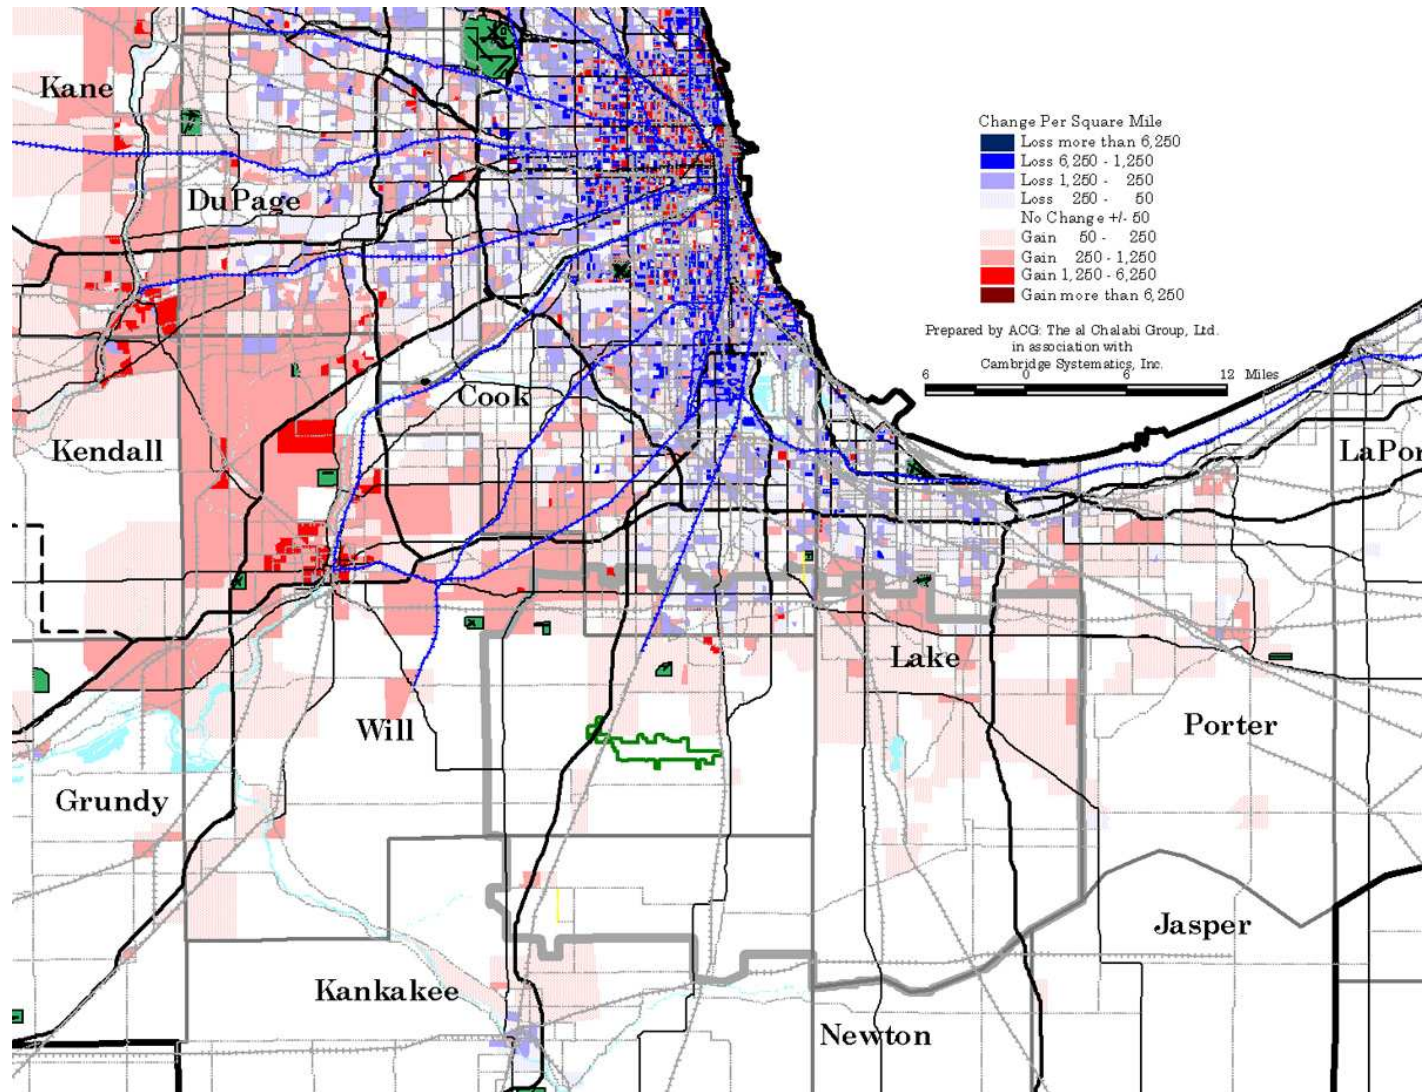 Kane
Change Per Square Mile
Loss more than 6,250
Loss 6,250 - 1,250
Loss 1,250 - 250
DuPage
Loss 250 - 50
No Change +/- 50
Gain 50 - 250
Gain 250 - 1,250
Gain 1,250 - 6,250
Gain more than 6,250
Prepared by ACG: The al Chalabi Group, Ltd.
in association with
Cambridge Systematics, Inc.
6 0 6 12 Miles
Cook
Kendall
LaPor
Lake
Will
Porter
Grundy
Jasper
Kankakee
Newton